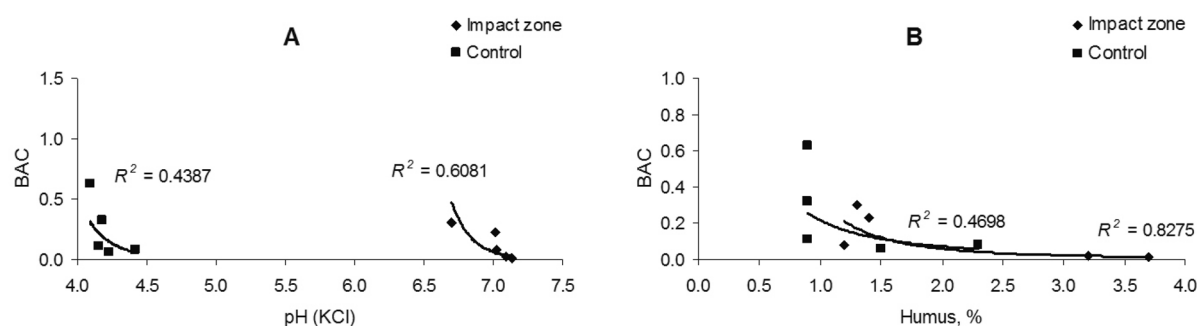 A
Impact zone
Control
1.5
1.0
0.5
0.0
BAC
R² = 0.4387
R² = 0.6081
4.0 4.5 5.0 5.5 6.0 6.5 7.0 7.5
pH (KCl)
B
Impact zone
Control
1.0
0.8
0.6
0.4
0.2
0.0
BAC
R² = 0.4698
R² = 0.8275
0.0 0.5 1.0 1.5 2.0 2.5 3.0 3.5 4.0
Humus, %